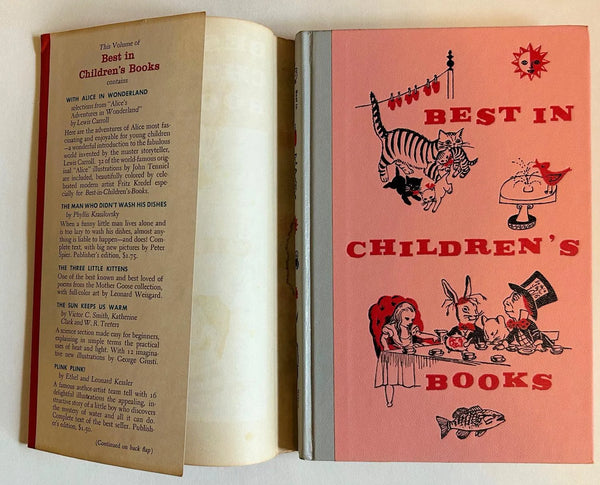 This Volume of
Best in
Children's Books
contains
WITH ALICE IN WONDERLAND
selections from "Alice's
Adventures in Wonderland"
by Lewis Carroll
Here are the adventures of Alice most fas-
cinating and enjoyable for young children
—a wonderful introduction to the fabulous
world invented by the master storyteller,
Lewis Carroll. 32 of the world-famous orig-
inal "Alice" illustrations by John Tenniel
are included, beautifully colored by cele-
brated modern artist Fritz Kredel espe-
cially for Best-in-Children's-Books.
THE MAN WHO DIDN'T WASH HIS DISHES
by Phyllis Krasilovsky
When a funny little man lives alone and
is too lazy to wash his dishes, almost any-
thing is liable to happen—and does! Com-
plete text, with big new pictures by Peter
Spier. Publisher's edition, $1.75.
THE THREE LITTLE KITTENS
One of the best known and best loved of
poems from the Mother Goose collection,
with full-color art by Leonard Weisgard.
THE SUN KEEPS US WARM
by Victor C. Smith, Katherine
Clark and W. R. Teeters
A science section made easy for beginners,
explaining in simple terms the practical
uses of heat and light. With 12 imagina-
tive new illustrations by George Giusti.
PLINK PLINK!
by Ethel and Leonard Kessler
A famous author-artist team tell with 16
delightful illustrations the appealing, in-
structive story of a little boy who discovers
the mystery of water and all it can do.
Complete text of the best seller. Publish-
er's edition, $1.50.
(Continued on back flap)
BEST IN
CHILDREN'S
BOOKS